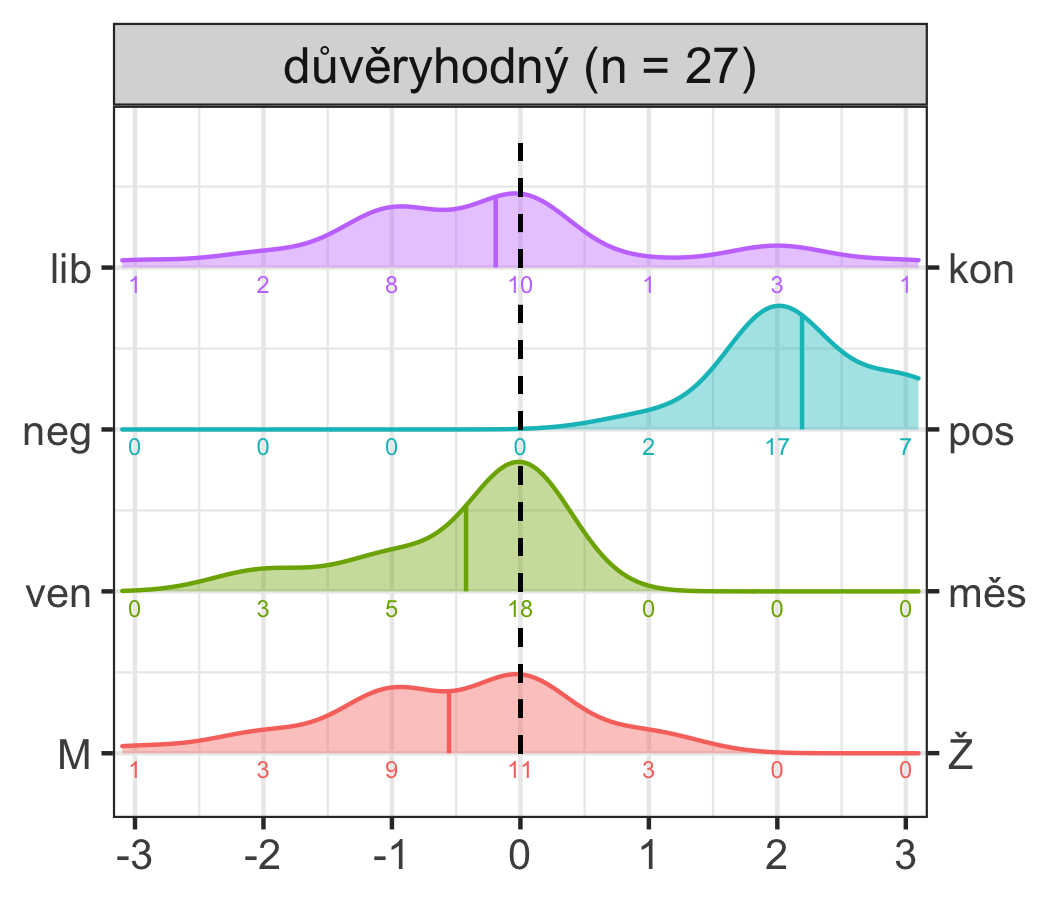 důvěryhodný (n = 27)
lib kon
1 2 8 10 1 3 1
neg pos
0 0 0 0 2 17 7
ven měs
0 3 5 18 0 0 0
M Ž
1 3 9 11 3 0 0
-3 -2 -1 0 1 2 3